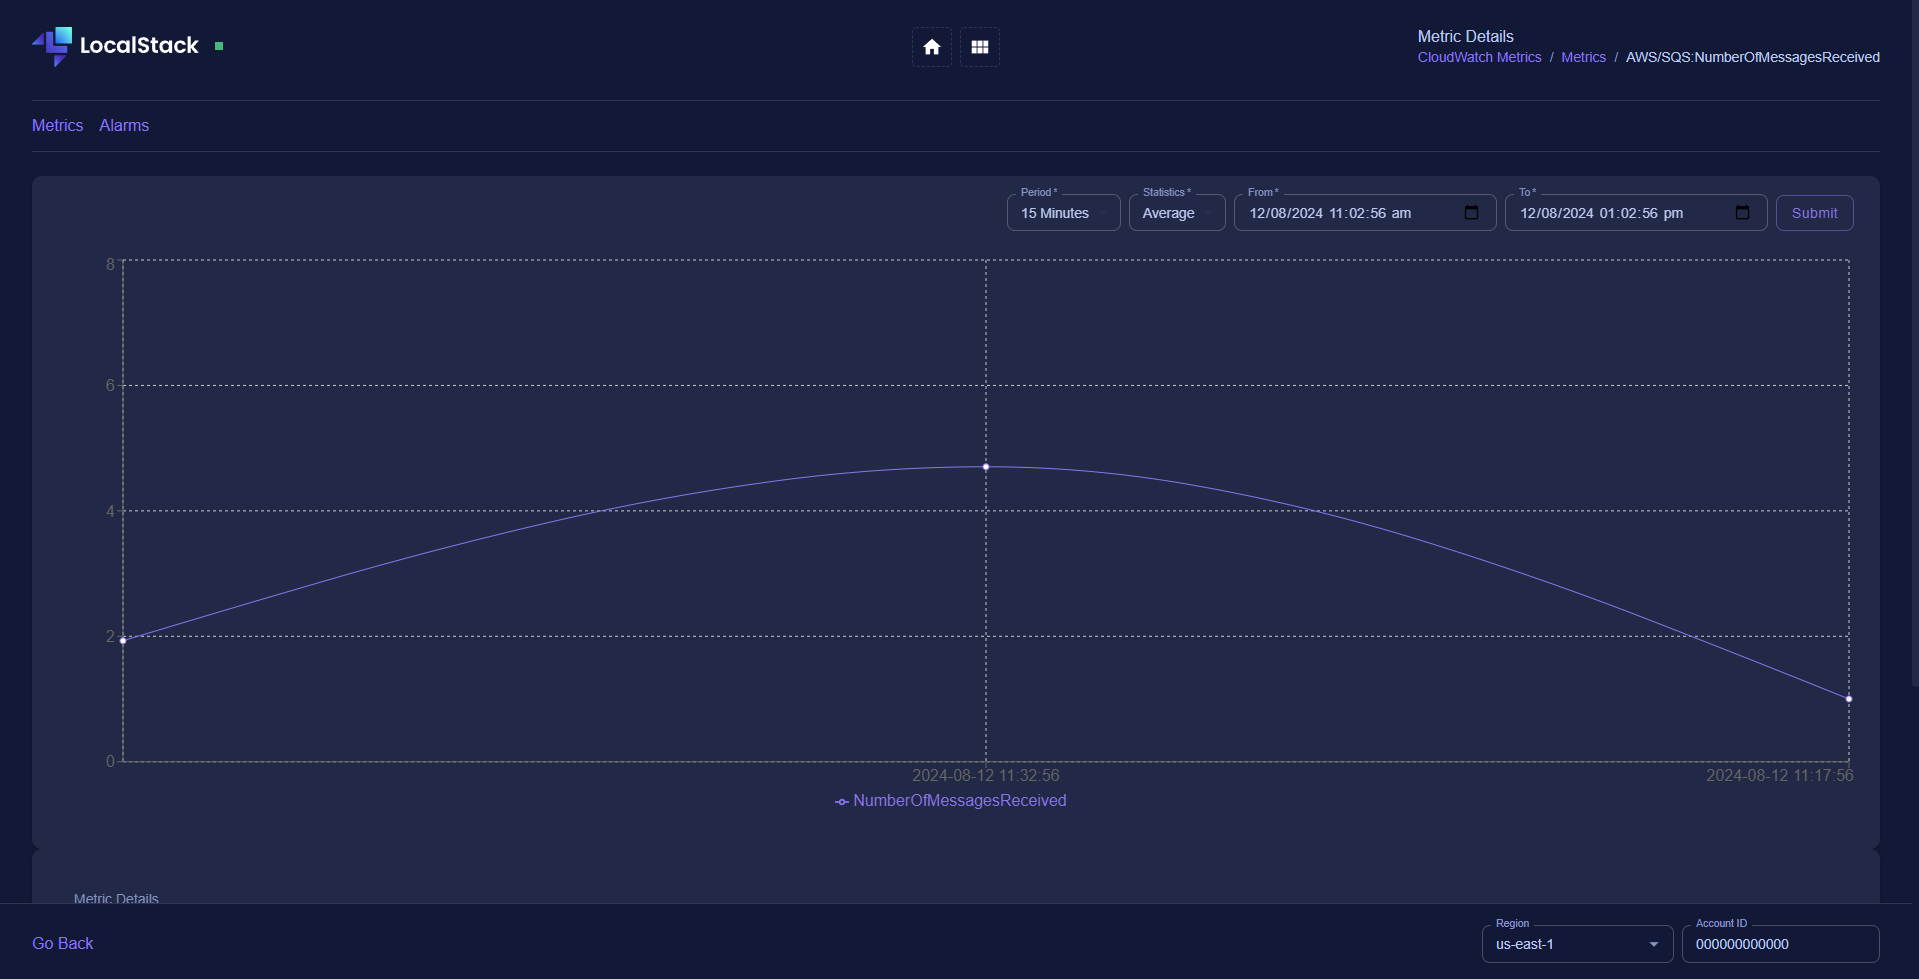 LocalStack
Metric Details
CloudWatch Metrics / Metrics / AWS/SQS:NumberOfMessagesReceived
Metrics Alarms
Period * Statistics * From * To *
15 Minutes Average 12/08/2024 11:02:56 am 12/08/2024 01:02:56 pm Submit
8
6
4
2
0
2024-08-12 11:32:56 2024-08-12 11:17:56
NumberOfMessagesReceived
Metric Details
Region Account ID
Go Back us-east-1 000000000000